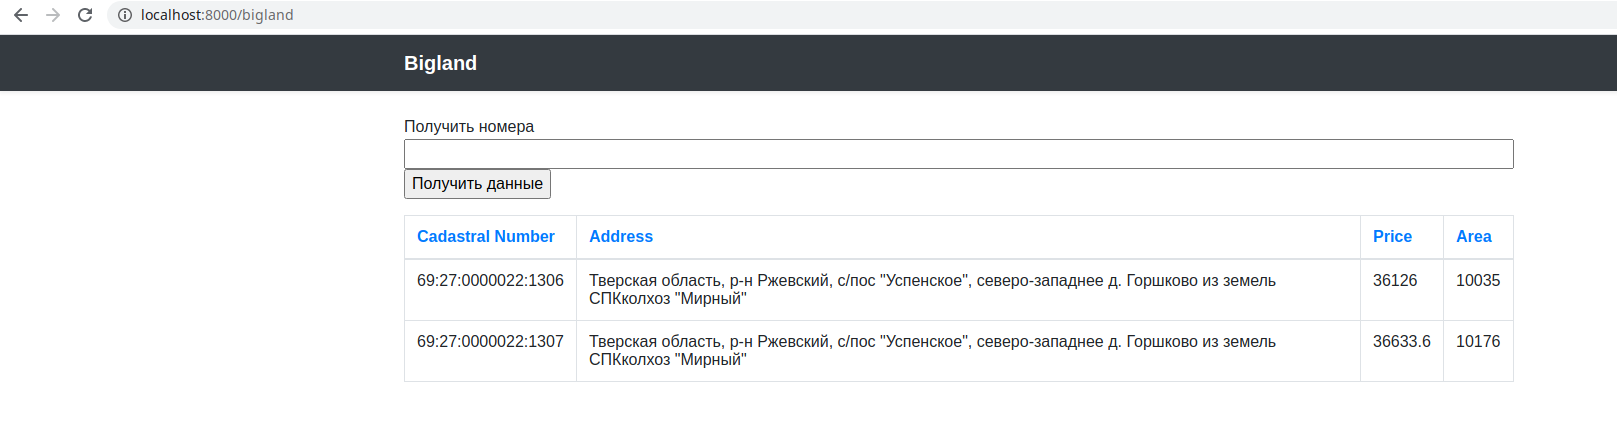 localhost:8000/bigland
Bigland
Получить номера
Получить данные
Cadastral Number Address Price Area
69:27:0000022:1306 Тверская область, р-н Ржевский, с/пос "Успенское", северо-западнее д. Горшково из земель 36126 10035
СПКколхоз "Мирный"
69:27:0000022:1307 Тверская область, р-н Ржевский, с/пос "Успенское", северо-западнее д. Горшково из земель 36633.6 10176
СПКколхоз "Мирный"